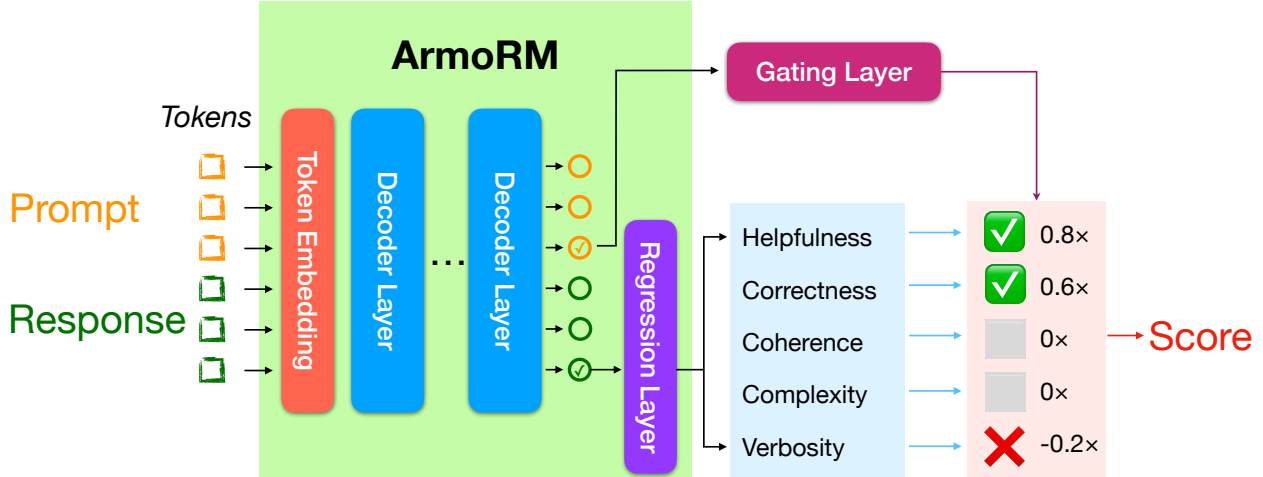 ArmoRM
Gating Layer
Tokens
Prompt
Response
Token Embedding
Decoder Layer
...
Decoder Layer
Regression Layer
Helpfulness
0.8×
Correctness
0.6×
Coherence
0×
Complexity
0×
Verbosity
-0.2×
Score